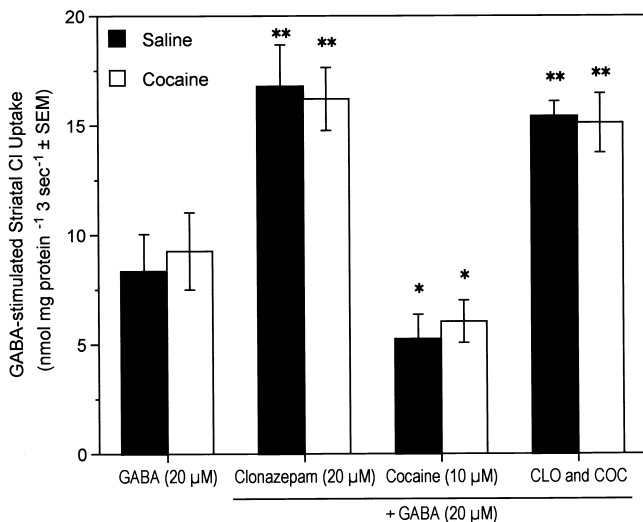 GABA-stimulated Striatal Cl Uptake
(nmol mg protein ⁻¹ 3 sec⁻¹ ± SEM)
20
15
10
5
0
Saline
Cocaine
**
**
*
*
**
**
GABA (20 µM)
Clonazepam (20 µM)
Cocaine (10 µM)
CLO and COC
+ GABA (20 µM)